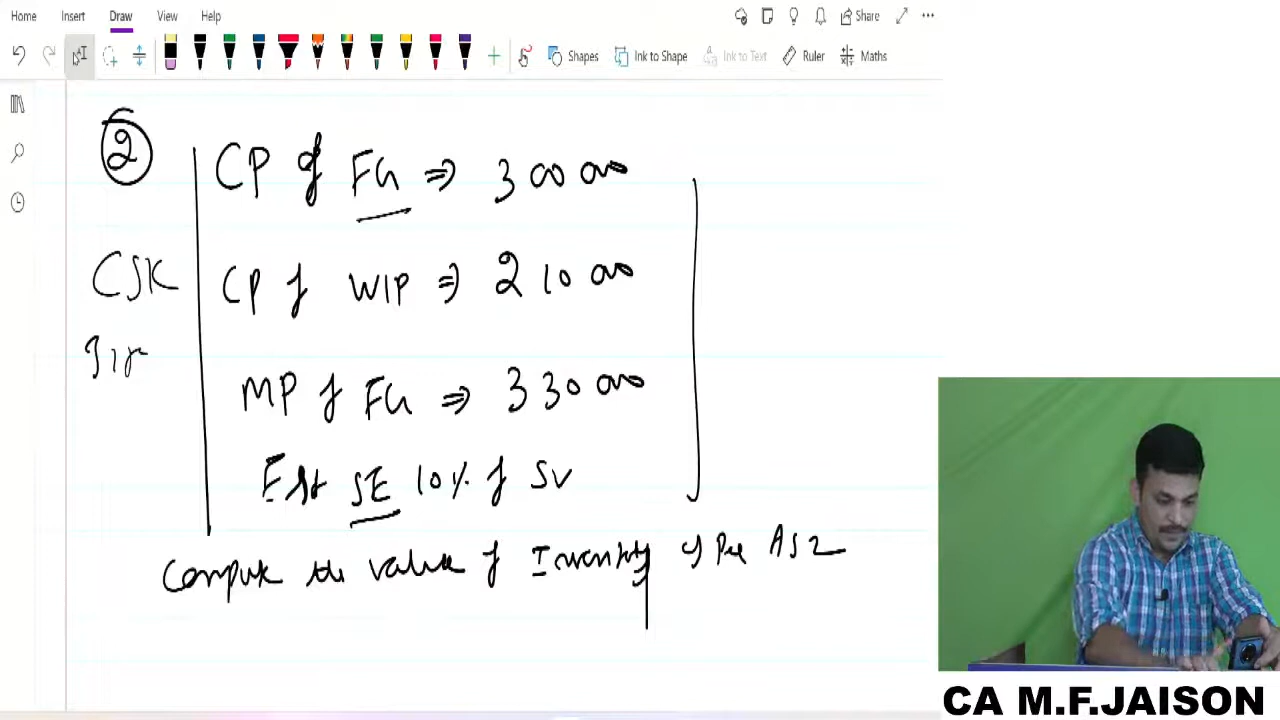 Home Insert Draw View Help
Share
Shapes Ink to Shape Ink to Text Ruler Maths
2
CP of FG ⇒ 300000
CSK
CP of WIP ⇒ 210000
MP of FG ⇒ 330000
Est SE 10% of SV
Compute the value of Inventory Per AS 2
CA M.F.JAISON